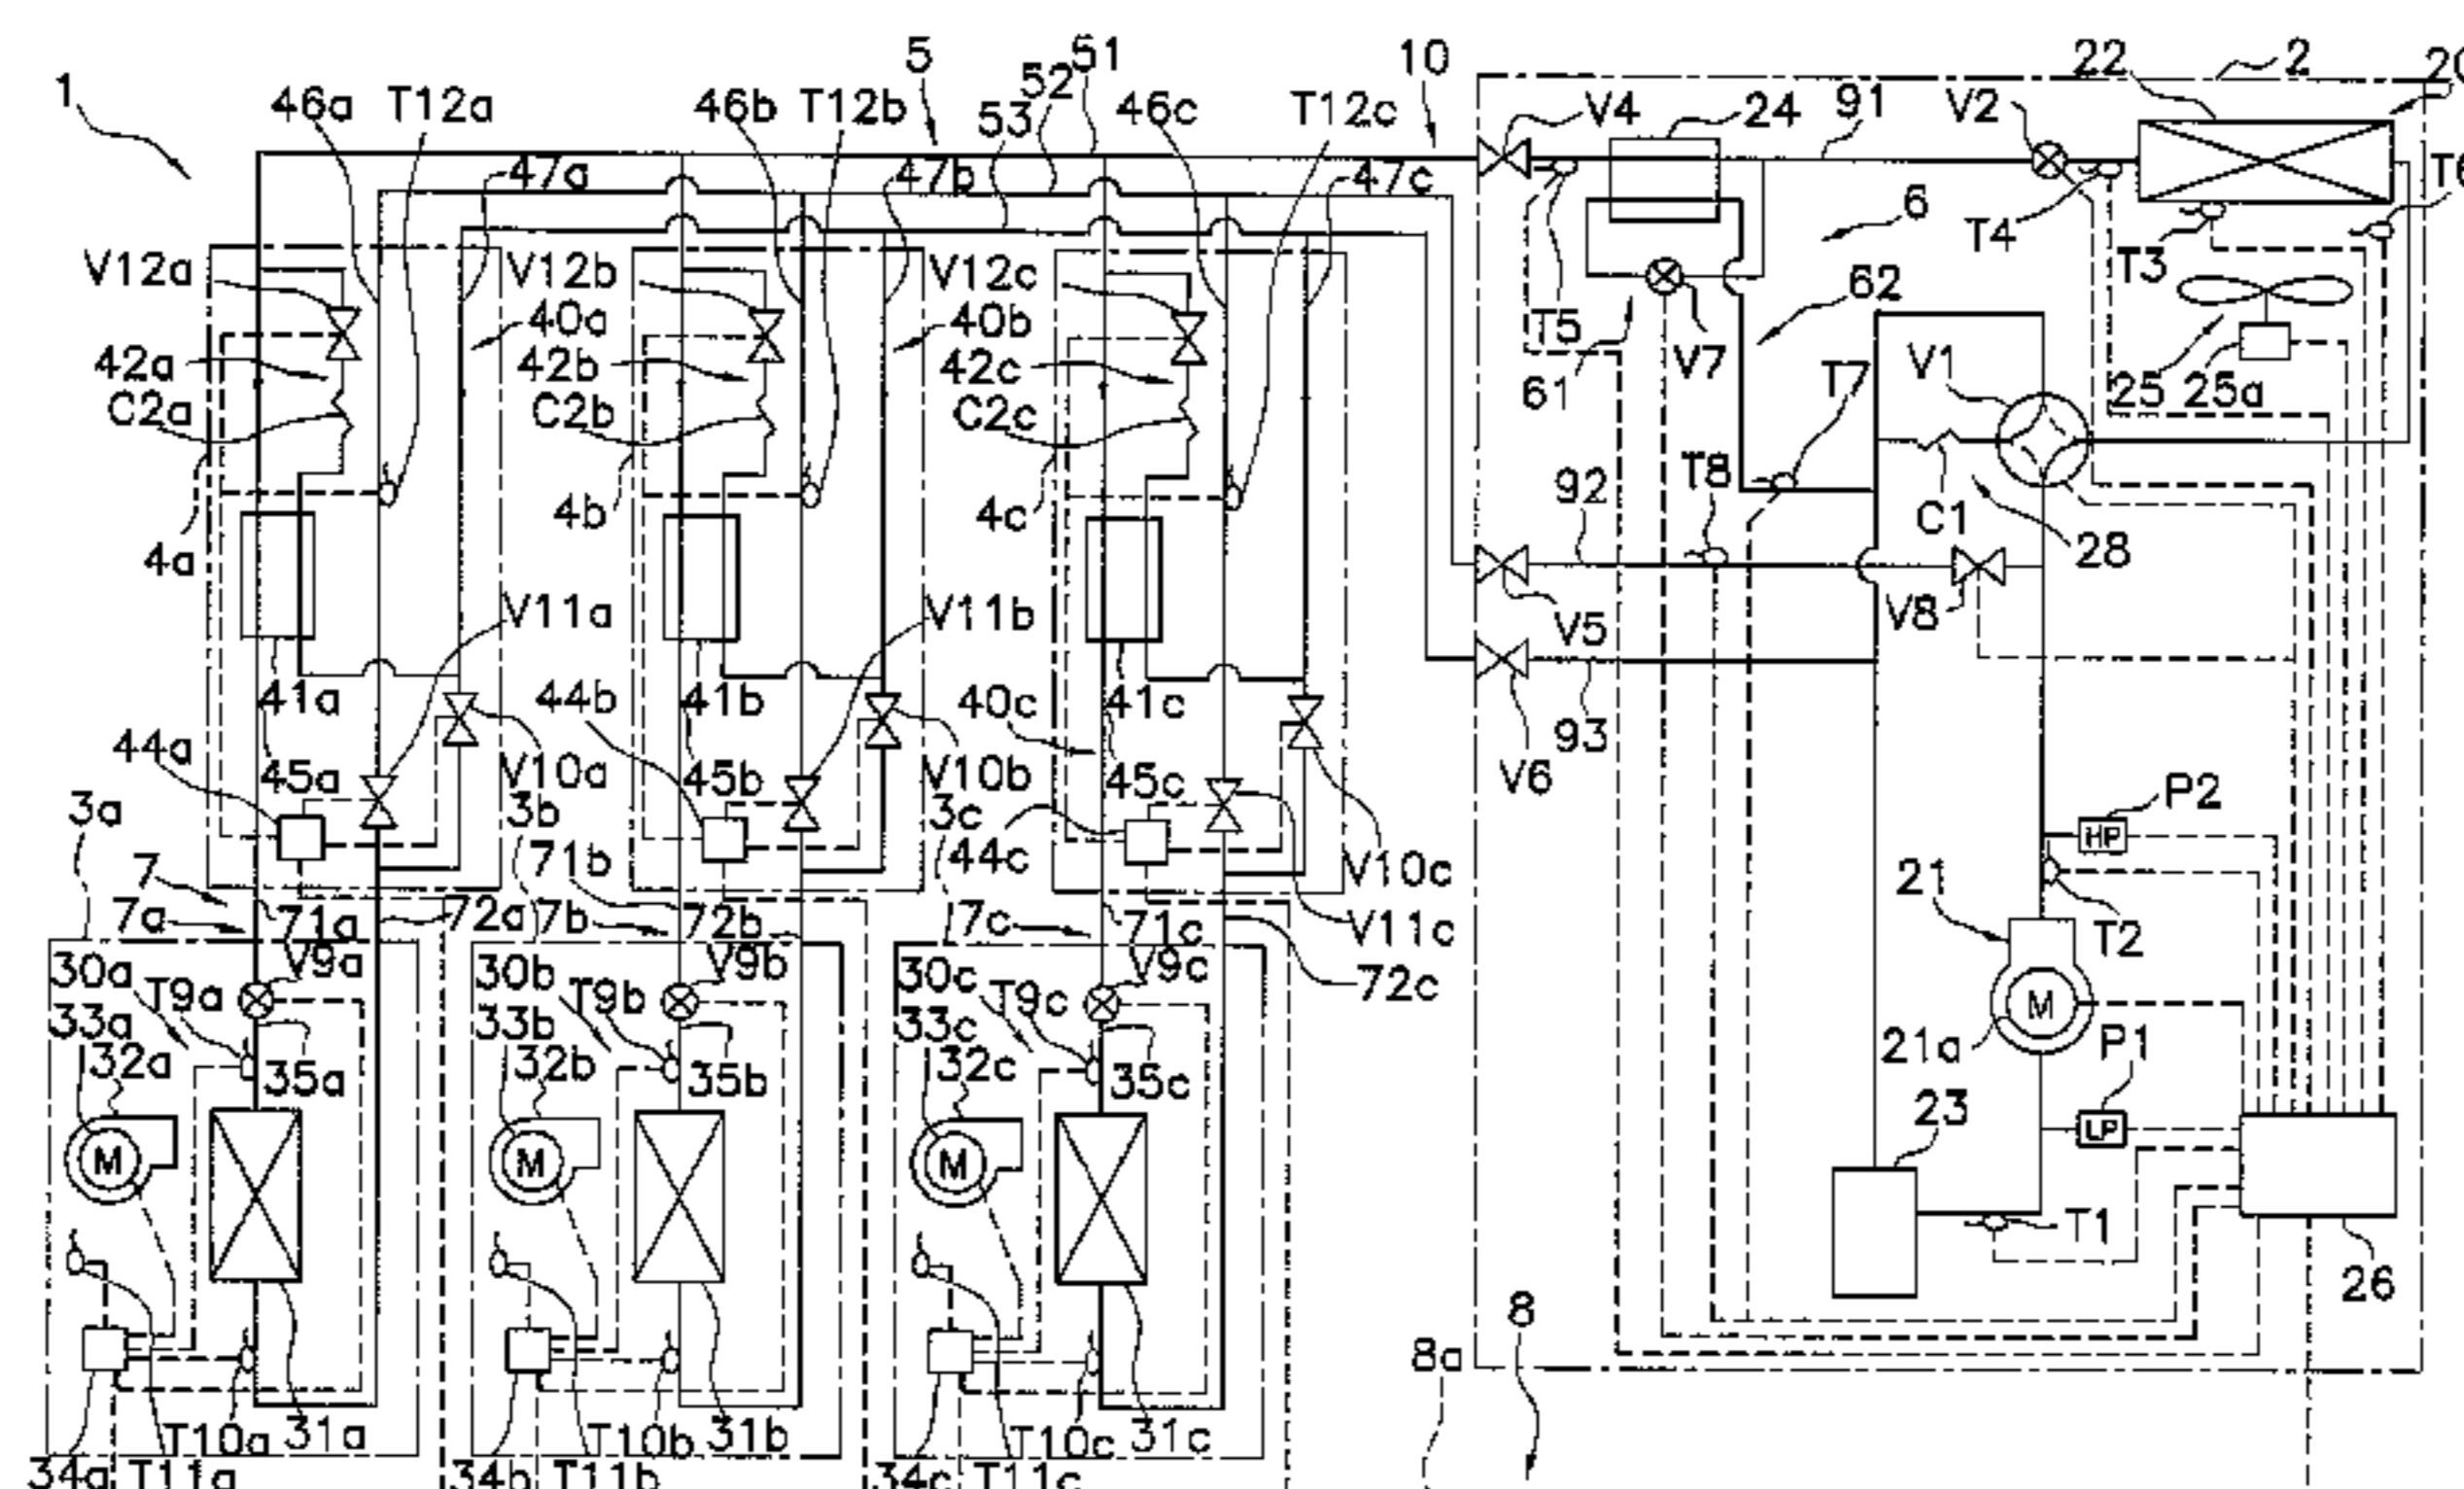 1
46a T12a
5
46b T12b
53 52 51
46c T12c
10
V4 24 91 V2 22 2
47a 47b 47c
V12a V12b V12c
6
T4 T3
40a 40b
62
42a 42b 42c
T5 61 V7 T7
V1 25 25a
C2a C2b C2c
4a 4b 4c
92 T8 C1 28
V11a V11b
V5 V8
41a 44b 41b 40c 41c
93
44a 45a V10a 45b V10b 45c V6
3a 3b 3c
P2
HP
7 71b 44c V10c
21
7a 71a 72a 7b 72b 7c 71c V11c T2
30a V9a 30b V9b 30c V9c 72c
T9a T9b T9c
33a 33b 33c
M
32a 35a 32b 35b 32c 35c
21a P1
M M M
LP
23
T1
26
8
8a
T10a 31a T10b 31b T10c 31c
34a T11a 34b T11b 34c T11c